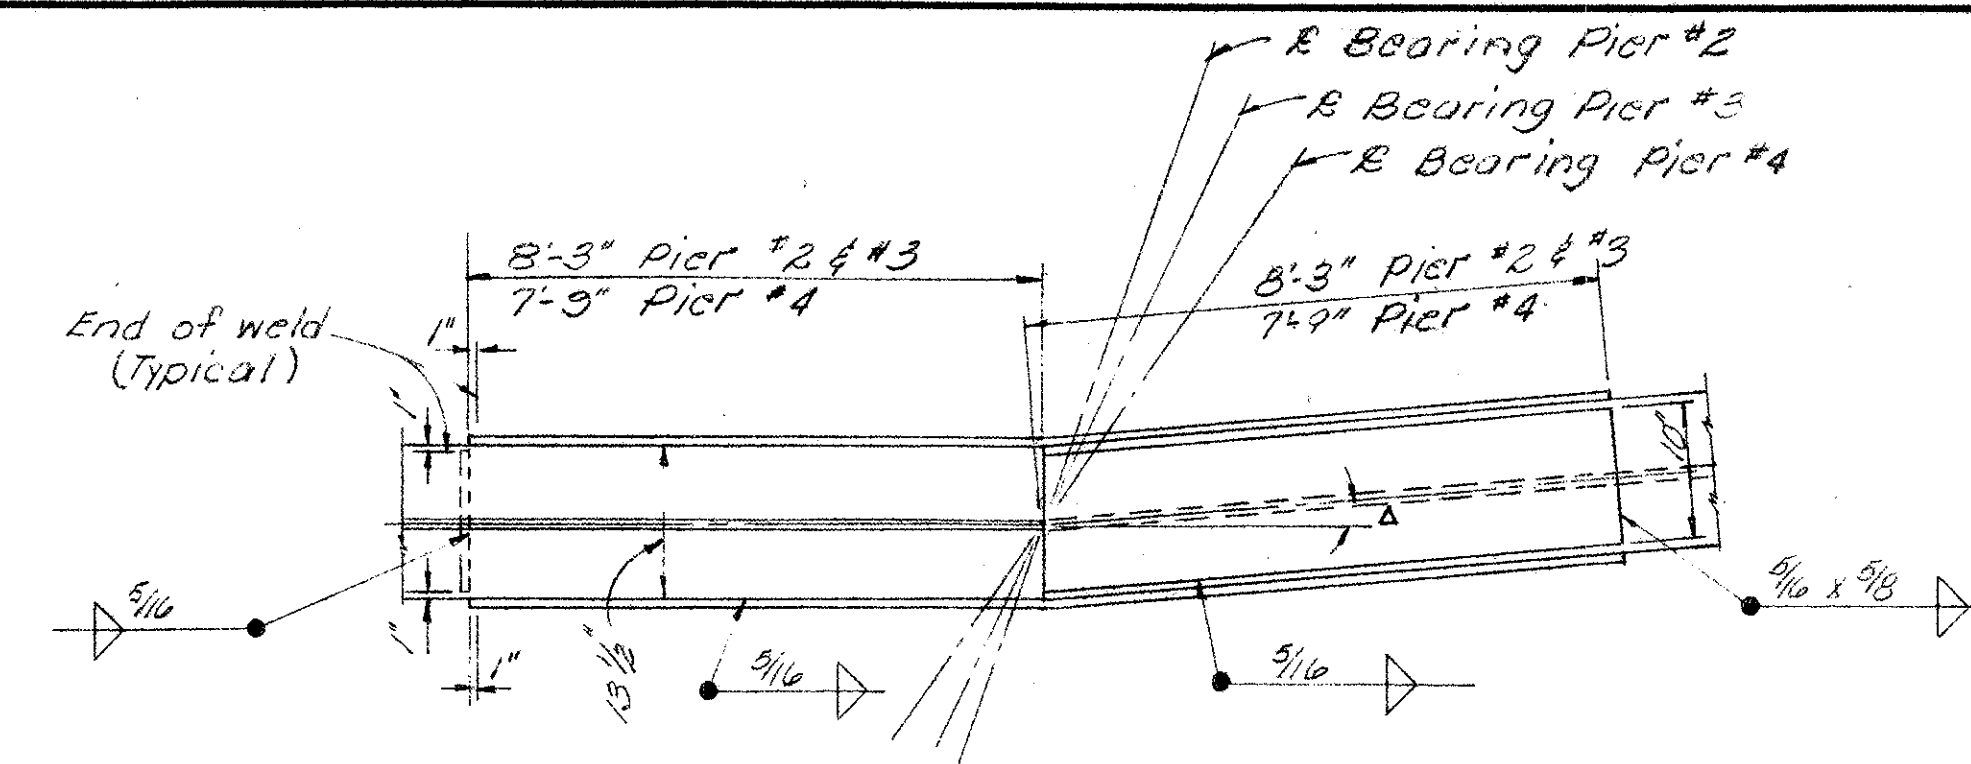 ℄ Bearing Pier #2
℄ Bearing Pier #3
℄ Bearing Pier #4
8'-3" Pier #2 & #3
7'-9" Pier #4
8'-3" Pier #2 & #3
7'-9" Pier #4
End of weld
(Typical)
1"
1"
10"
Δ
5/16
1"
1"
13 1/2"
5/16
5/16
5/16 x 5/8